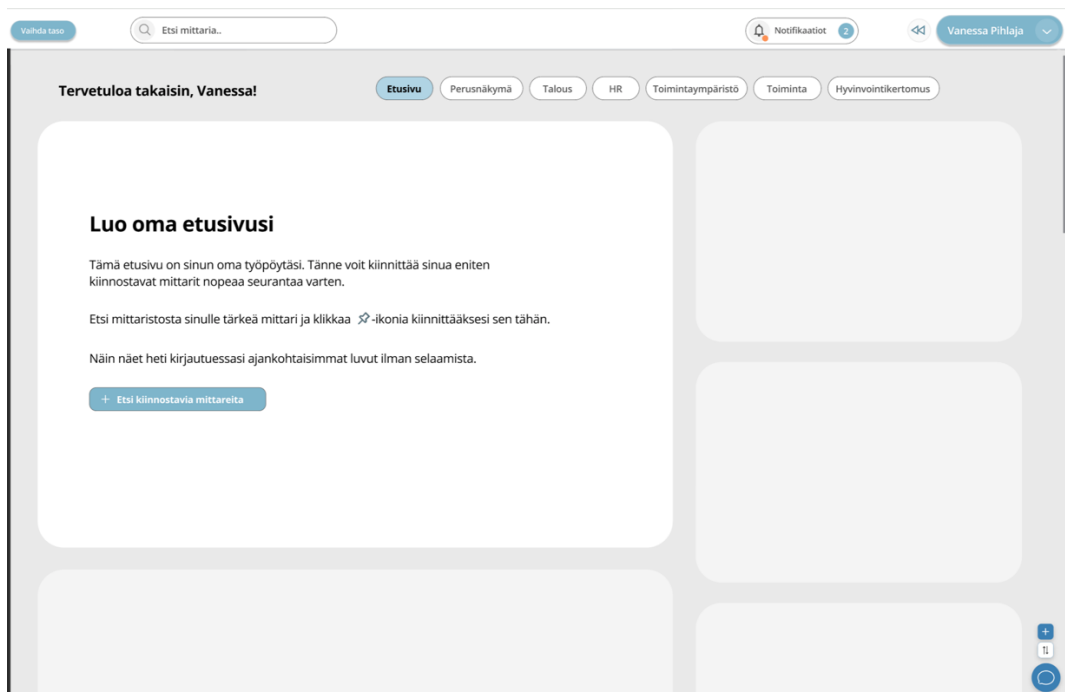 Vaihda taso
Etsi mittaria..
Notifikaatiot 2
Vanessa Pihlaja
Tervetuloa takaisin, Vanessa!
Etusivu Perusnäkymä Talous HR Toimintaympäristö Toiminta Hyvinvointikertomus
Luo oma etusivusi
Tämä etusivu on sinun oma työpöytäsi. Tänne voit kiinnittää sinua eniten
kiinnostavat mittarit nopeaa seurantaa varten.
Etsi mittaristosta sinulle tärkeä mittari ja klikkaa -ikonia kiinnittääksesi sen tähän.
Näin näet heti kirjautuessasi ajankohtaisimmat luvut ilman selaamista.
+ Etsi kiinnostavia mittareita